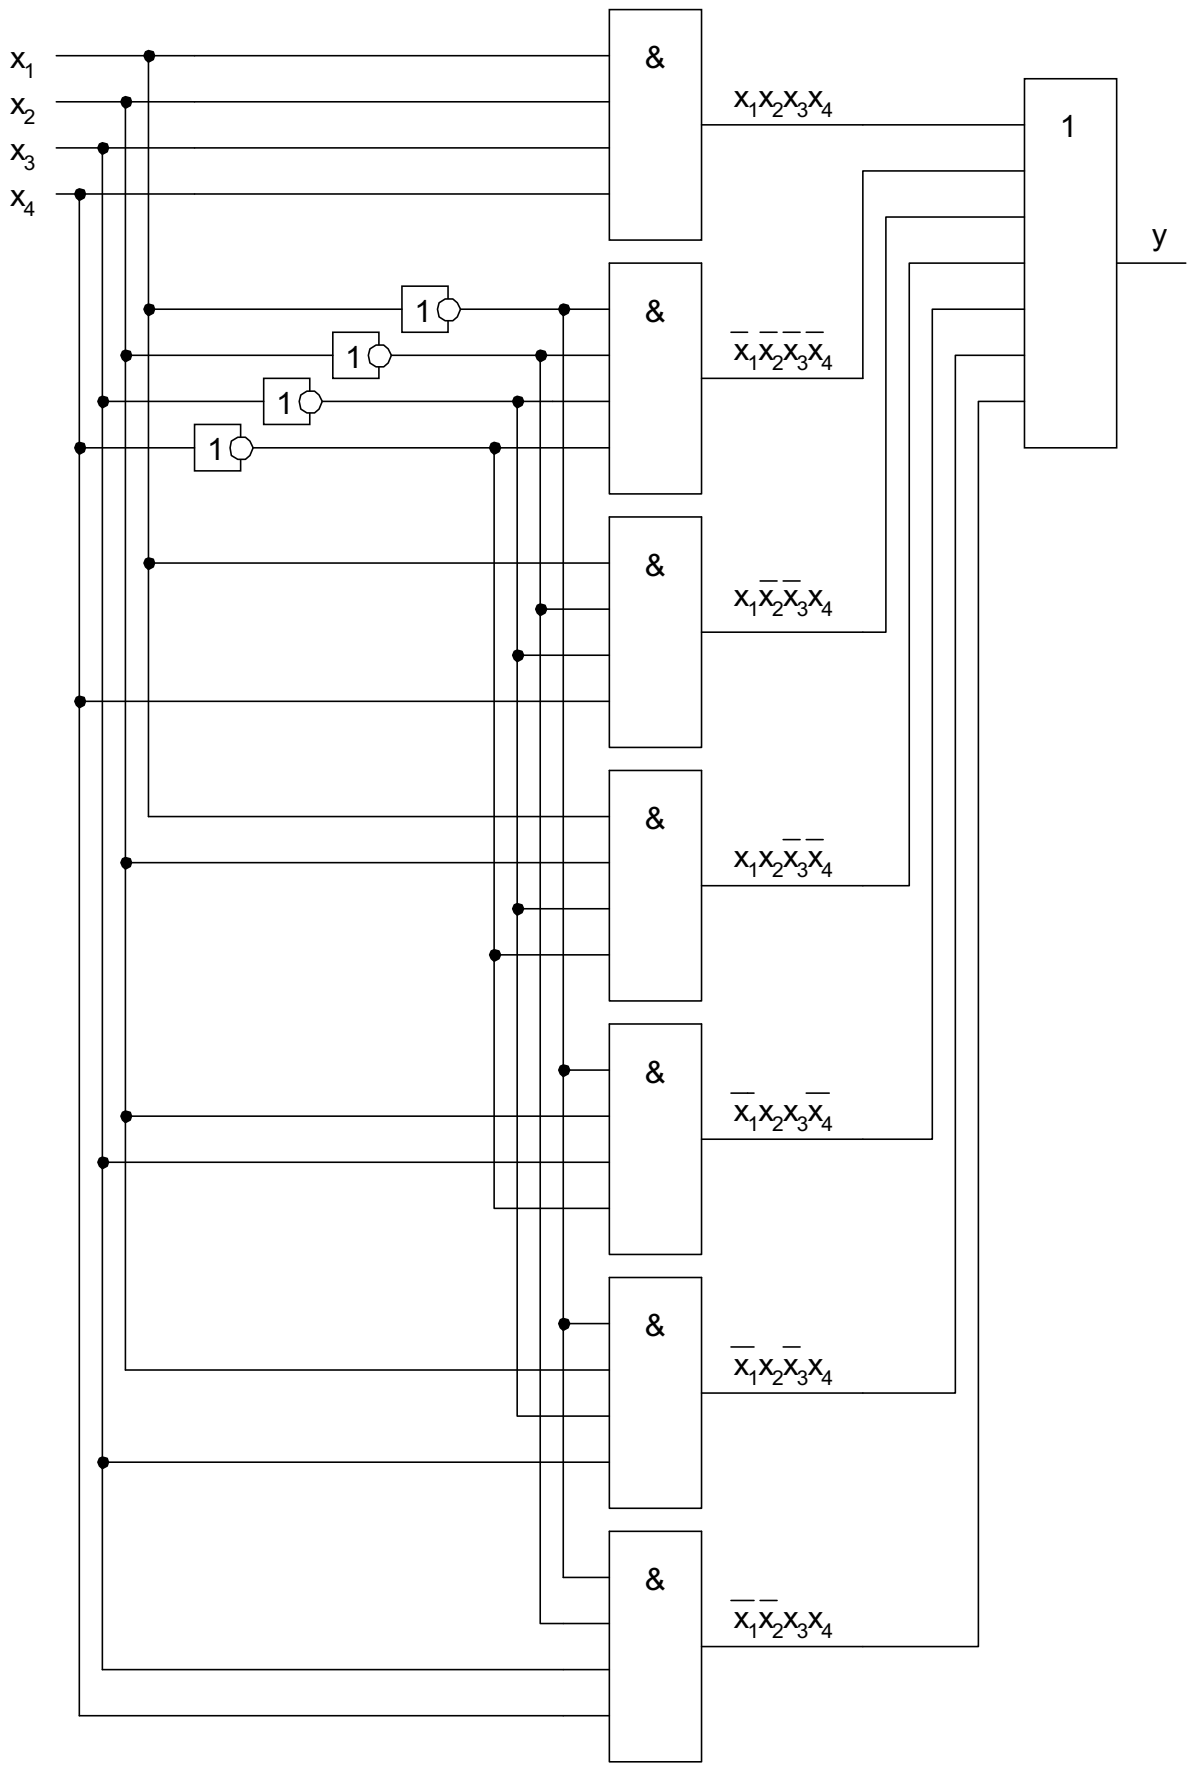 x₁
x₂
x₃
x₄
&
x₁x₂x₃x₄
1
y
1
1
1
1
&
x̅₁x̅₂x̅₃x̅₄
&
x₁x̅₂x̅₃x₄
&
x₁x₂x̅₃x̅₄
&
x̅₁x₂x₃x̅₄
&
x̅₁x₂x̅₃x₄
&
x̅₁x̅₂x₃x₄